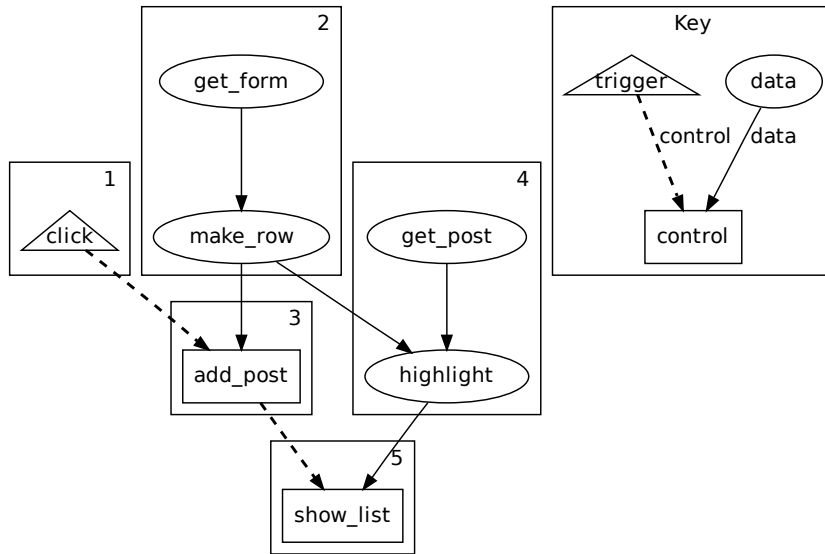 2
Key
get_form
trigger
data
control
data
1
4
click
make_row
get_post
control
3
add_post
highlight
5
show_list